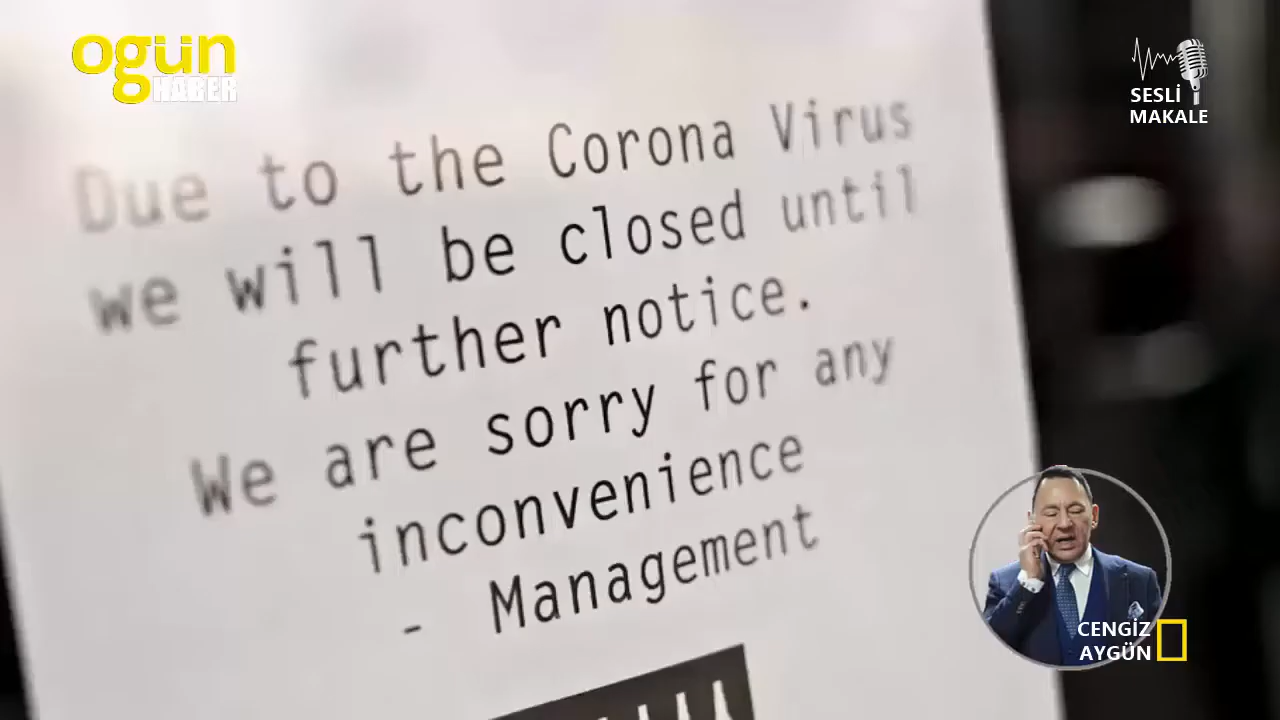 ogün
HABER
SESLİ
MAKALE
Due to the Corona Virus
we will be closed until
further notice.
We are sorry for any
inconvenience
- Management
CENGİZ
AYGÜN